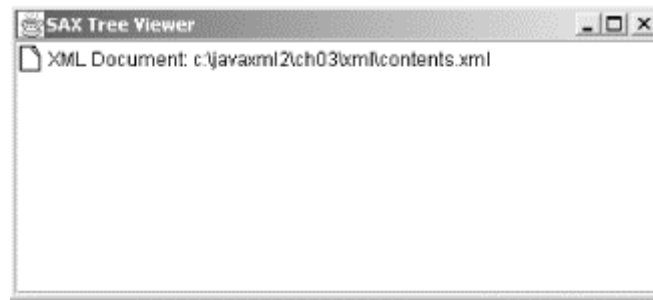 SAX Tree Viewer
XML Document: c:\javaxml2\ch03\xml\contents.xml